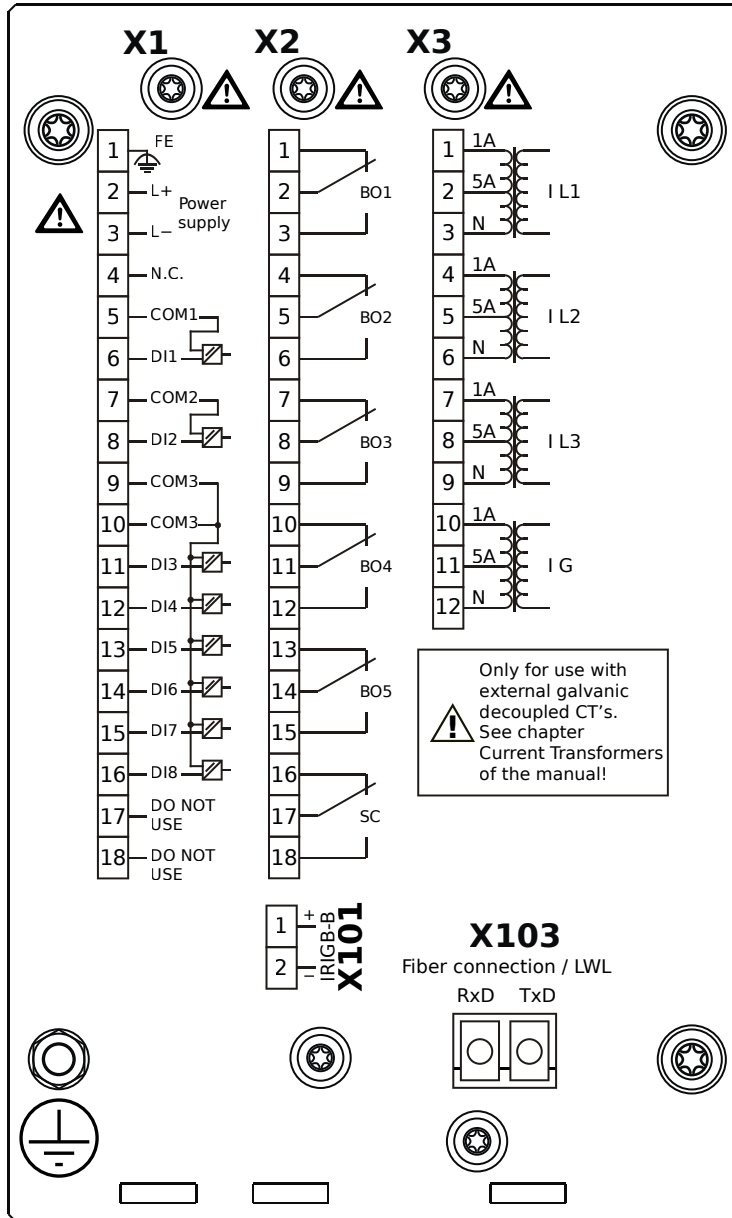 X1
X2
X3
1 FE
2 L+
Power
supply
3 L−
4 N.C.
5 COM1
6 DI1
7 COM2
8 DI2
9 COM3
10 COM3
11 DI3
12 DI4
13 DI5
14 DI6
15 DI7
16 DI8
17 DO NOT
USE
18 DO NOT
USE
1
2 BO1
3
4
5 BO2
6
7
8 BO3
9
10
11 BO4
12
13
14 BO5
15
16
17 SC
18
1 1A
2 5A I L1
3 N
4 1A
5 5A I L2
6 N
7 1A
8 5A I L3
9 N
10 1A
11 5A I G
12 N
Only for use with
external galvanic
decoupled CT's.
See chapter
Current Transformers
of the manual!
1 +
2 −
IRIGB-B
X101
X103
Fiber connection / LWL
RxD TxD